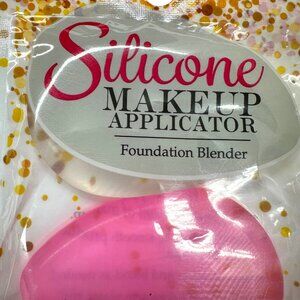 Silicone
MAKEUP
APPLICATOR
Foundation Blender